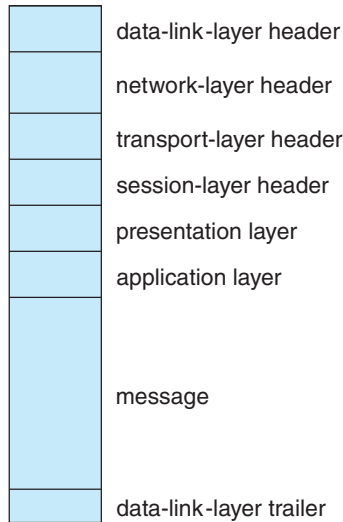 data-link-layer header
network-layer header
transport-layer header
session-layer header
presentation layer
application layer
message
data-link-layer trailer